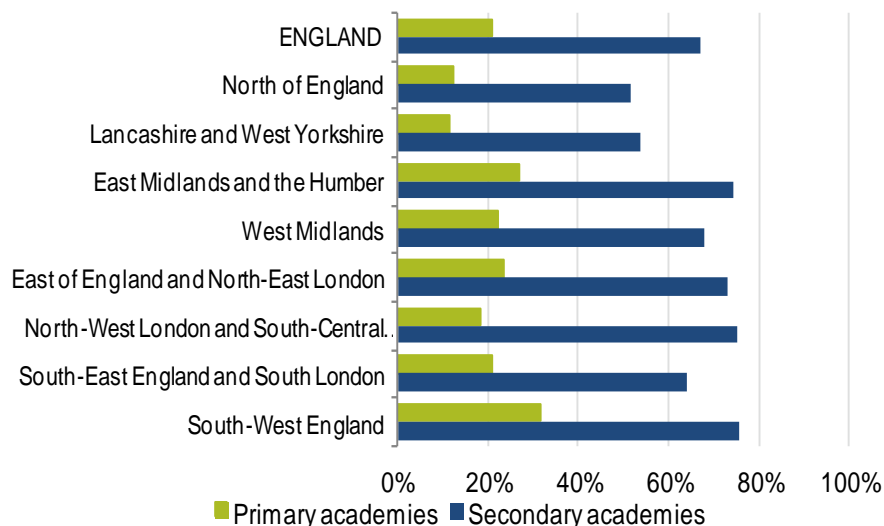 ENGLAND
North of England
Lancashire and West Yorkshire
East Midlands and the Humber
West Midlands
East of England and North-East London
North-West London and South-Central..
South-East England and South London
South-West England
0% 20% 40% 60% 80% 100%
Primary academies Secondary academies